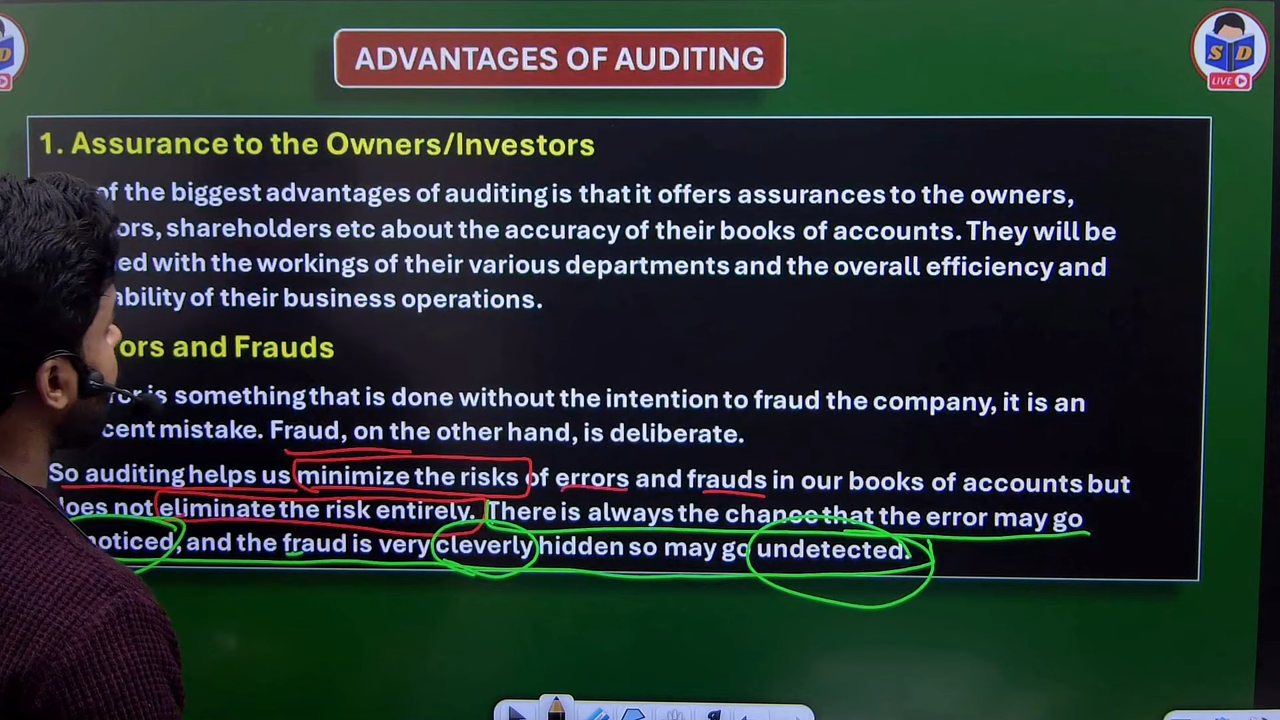 ADVANTAGES OF AUDITING
S D
LIVE
D
1. Assurance to the Owners/Investors
of the biggest advantages of auditing is that it offers assurances to the owners,
ors, shareholders etc about the accuracy of their books of accounts. They will be
ed with the workings of their various departments and the overall efficiency and
ability of their business operations.
ors and Frauds
or is something that is done without the intention to fraud the company, it is an
cent mistake. Fraud, on the other hand, is deliberate.
So auditing helps us minimize the risks of errors and frauds in our books of accounts but
does not eliminate the risk entirely. There is always the chance that the error may go
noticed, and the fraud is very cleverly hidden so may go undetected.